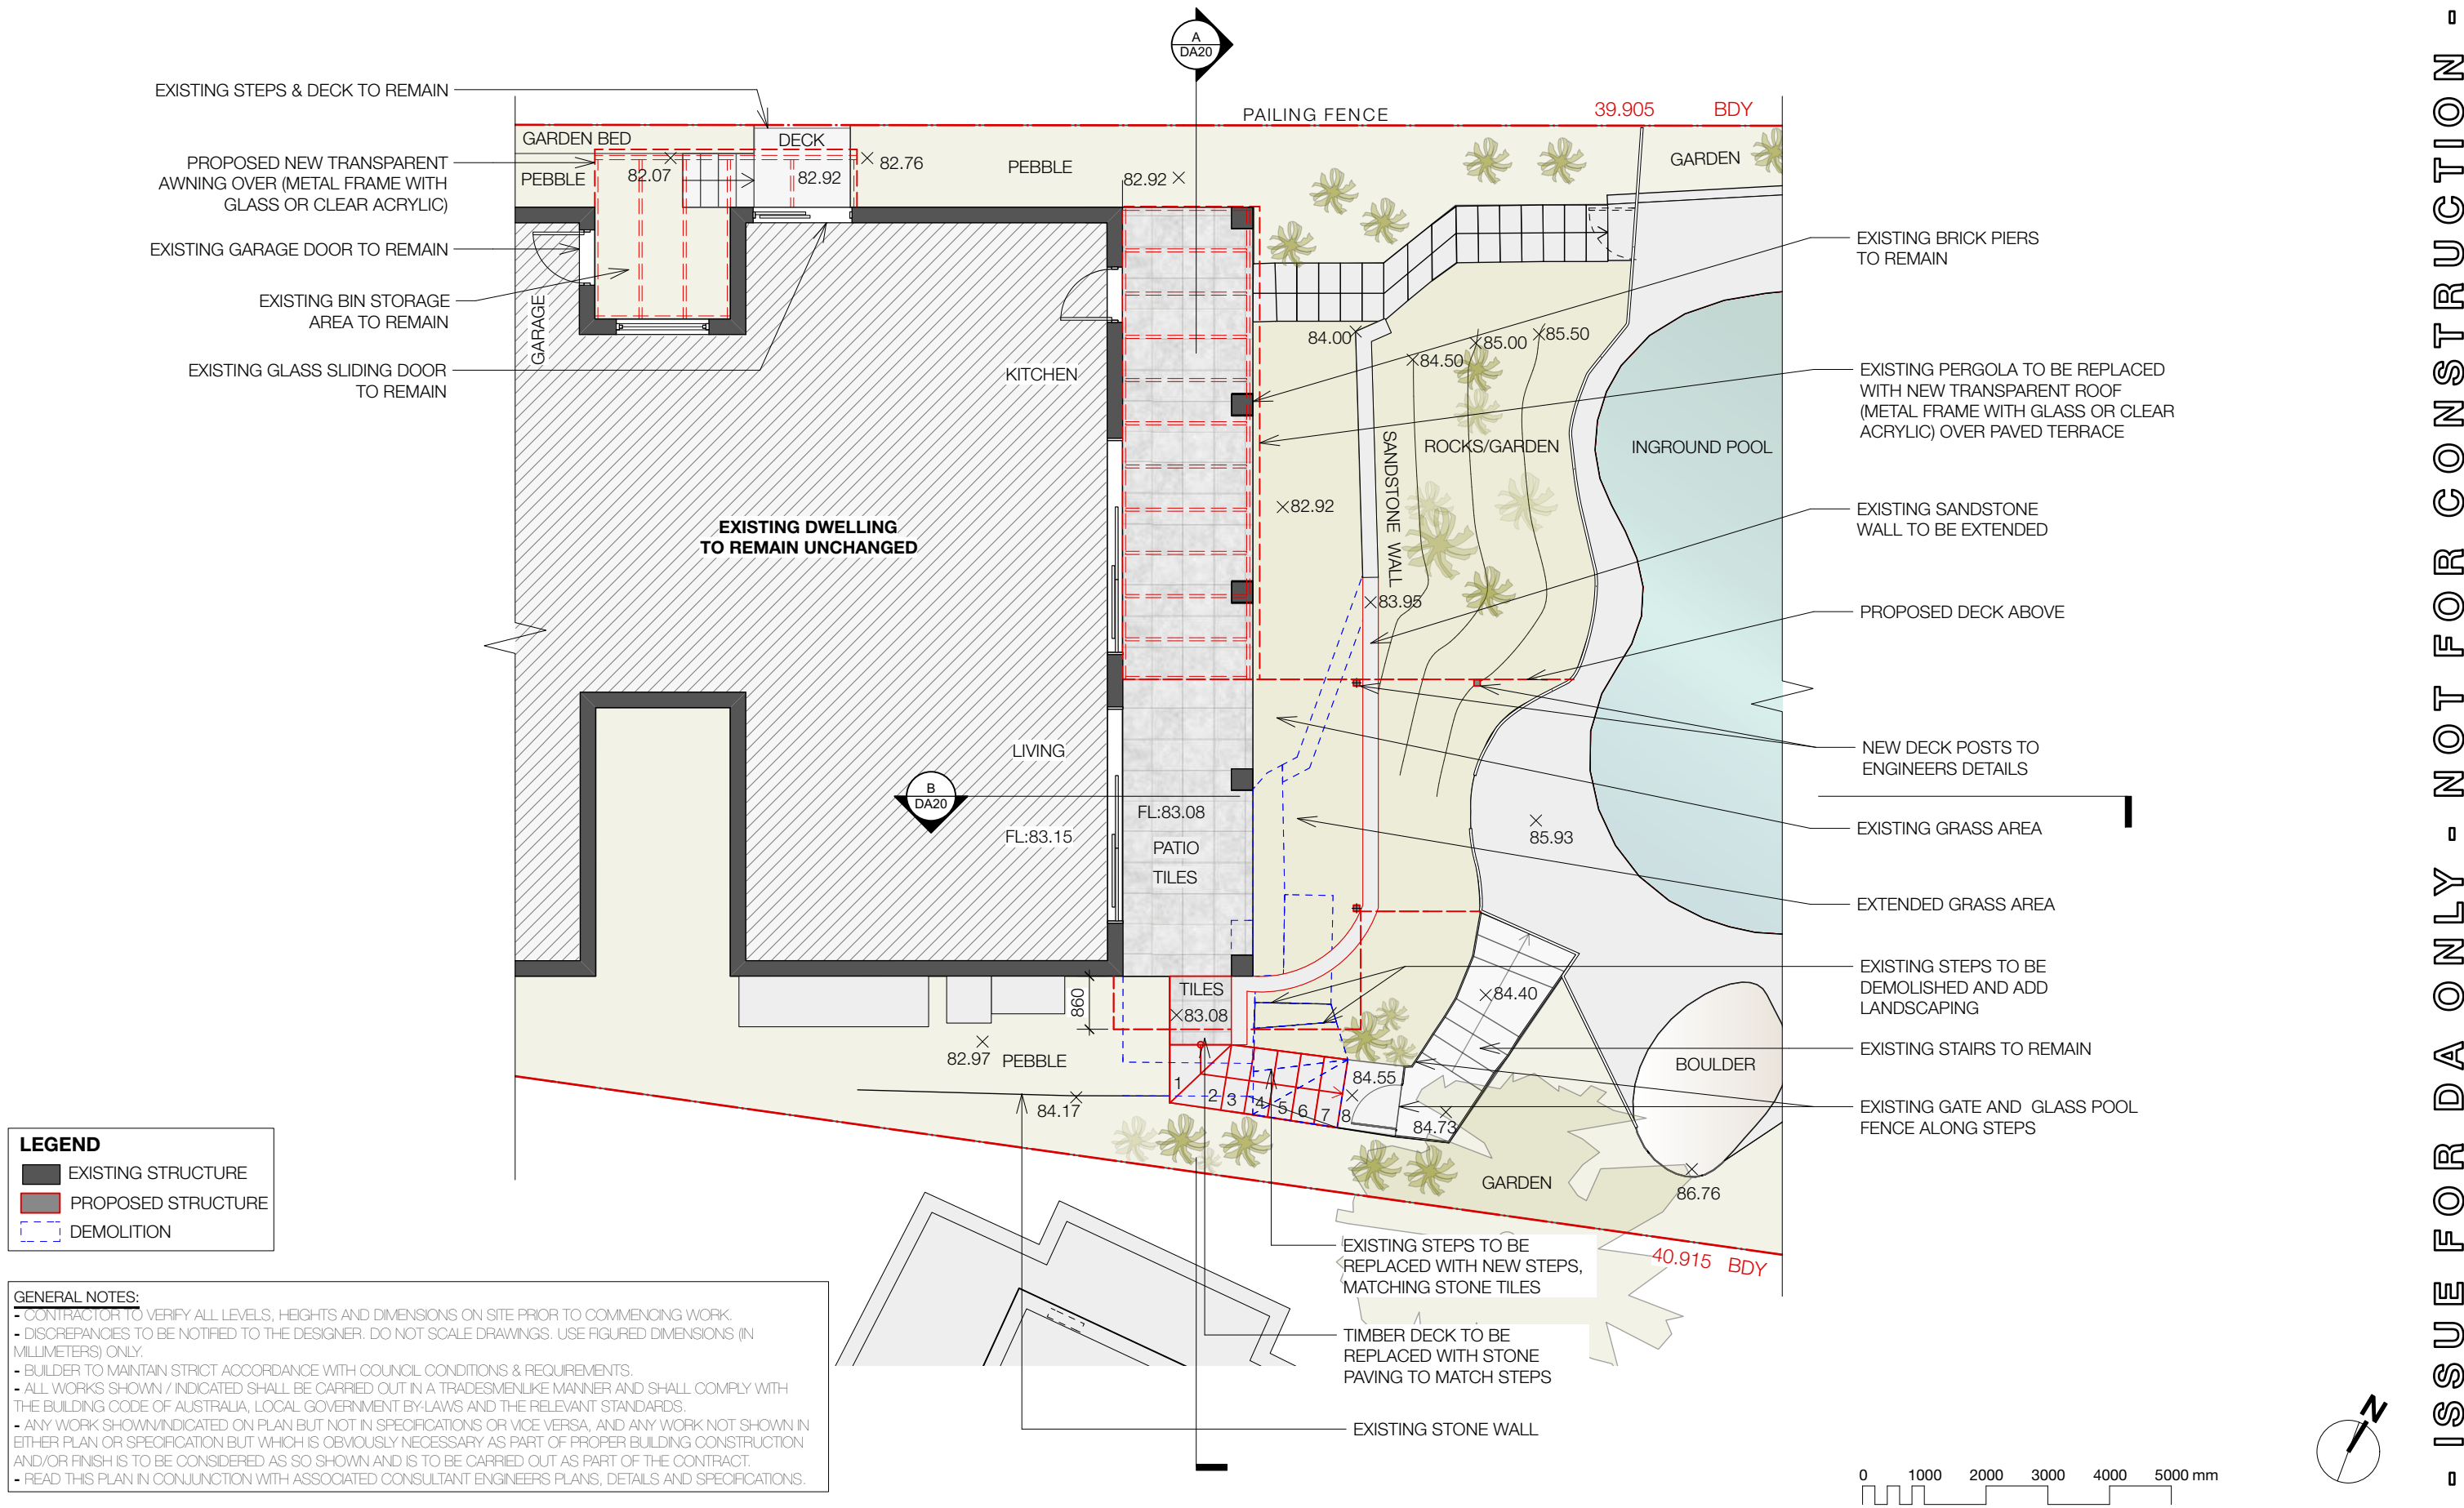 A
DA20
EXISTING STEPS & DECK TO REMAIN
PROPOSED NEW TRANSPARENT
AWNING OVER (METAL FRAME WITH
GLASS OR CLEAR ACRYLIC)
EXISTING GARAGE DOOR TO REMAIN
EXISTING BIN STORAGE
AREA TO REMAIN
EXISTING GLASS SLIDING DOOR
TO REMAIN
PAILING FENCE
39.905 BDY
GARDEN BED
DECK
PEBBLE
82.07
82.92
82.76
PEBBLE
82.92
GARDEN
GARAGE
KITCHEN
84.00
84.50
85.00
85.50
SANDSTONE WALL
ROCKS/GARDEN
INGROUND POOL
82.92
EXISTING DWELLING
TO REMAIN UNCHANGED
83.95
LIVING
B
DA20
FL:83.15
FL:83.08
PATIO
TILES
85.93
TILES
83.08
860
84.40
82.97
PEBBLE
84.17
1
2
3
4
5
6
7
8
84.55
84.73
BOULDER
GARDEN
86.76
40.915 BDY
EXISTING BRICK PIERS
TO REMAIN
EXISTING PERGOLA TO BE REPLACED
WITH NEW TRANSPARENT ROOF
(METAL FRAME WITH GLASS OR CLEAR
ACRYLIC) OVER PAVED TERRACE
EXISTING SANDSTONE
WALL TO BE EXTENDED
PROPOSED DECK ABOVE
NEW DECK POSTS TO
ENGINEERS DETAILS
EXISTING GRASS AREA
EXTENDED GRASS AREA
EXISTING STEPS TO BE
DEMOLISHED AND ADD
LANDSCAPING
EXISTING STAIRS TO REMAIN
EXISTING GATE AND GLASS POOL
FENCE ALONG STEPS
EXISTING STEPS TO BE
REPLACED WITH NEW STEPS,
MATCHING STONE TILES
TIMBER DECK TO BE
REPLACED WITH STONE
PAVING TO MATCH STEPS
EXISTING STONE WALL
LEGEND
EXISTING STRUCTURE
PROPOSED STRUCTURE
DEMOLITION
GENERAL NOTES:
- CONTRACTOR TO VERIFY ALL LEVELS, HEIGHTS AND DIMENSIONS ON SITE PRIOR TO COMMENCING WORK.
- DISCREPANCIES TO BE NOTIFIED TO THE DESIGNER. DO NOT SCALE DRAWINGS. USE FIGURED DIMENSIONS (IN
MILLIMETERS) ONLY.
- BUILDER TO MAINTAIN STRICT ACCORDANCE WITH COUNCIL CONDITIONS & REQUIREMENTS.
- ALL WORKS SHOWN / INDICATED SHALL BE CARRIED OUT IN A TRADESMENLIKE MANNER AND SHALL COMPLY WITH
THE BUILDING CODE OF AUSTRALIA, LOCAL GOVERNMENT BY-LAWS AND THE RELEVANT STANDARDS.
- ANY WORK SHOWN/INDICATED ON PLAN BUT NOT IN SPECIFICATIONS OR VICE VERSA, AND ANY WORK NOT SHOWN IN
EITHER PLAN OR SPECIFICATION BUT WHICH IS OBVIOUSLY NECESSARY AS PART OF PROPER BUILDING CONSTRUCTION
AND/OR FINISH IS TO BE CONSIDERED AS SO SHOWN AND IS TO BE CARRIED OUT AS PART OF THE CONTRACT.
- READ THIS PLAN IN CONJUNCTION WITH ASSOCIATED CONSULTANT ENGINEERS PLANS, DETAILS AND SPECIFICATIONS.
0 1000 2000 3000 4000 5000 mm
N
- ISSUE FOR DA ONLY - NOT FOR CONSTRUCTION -